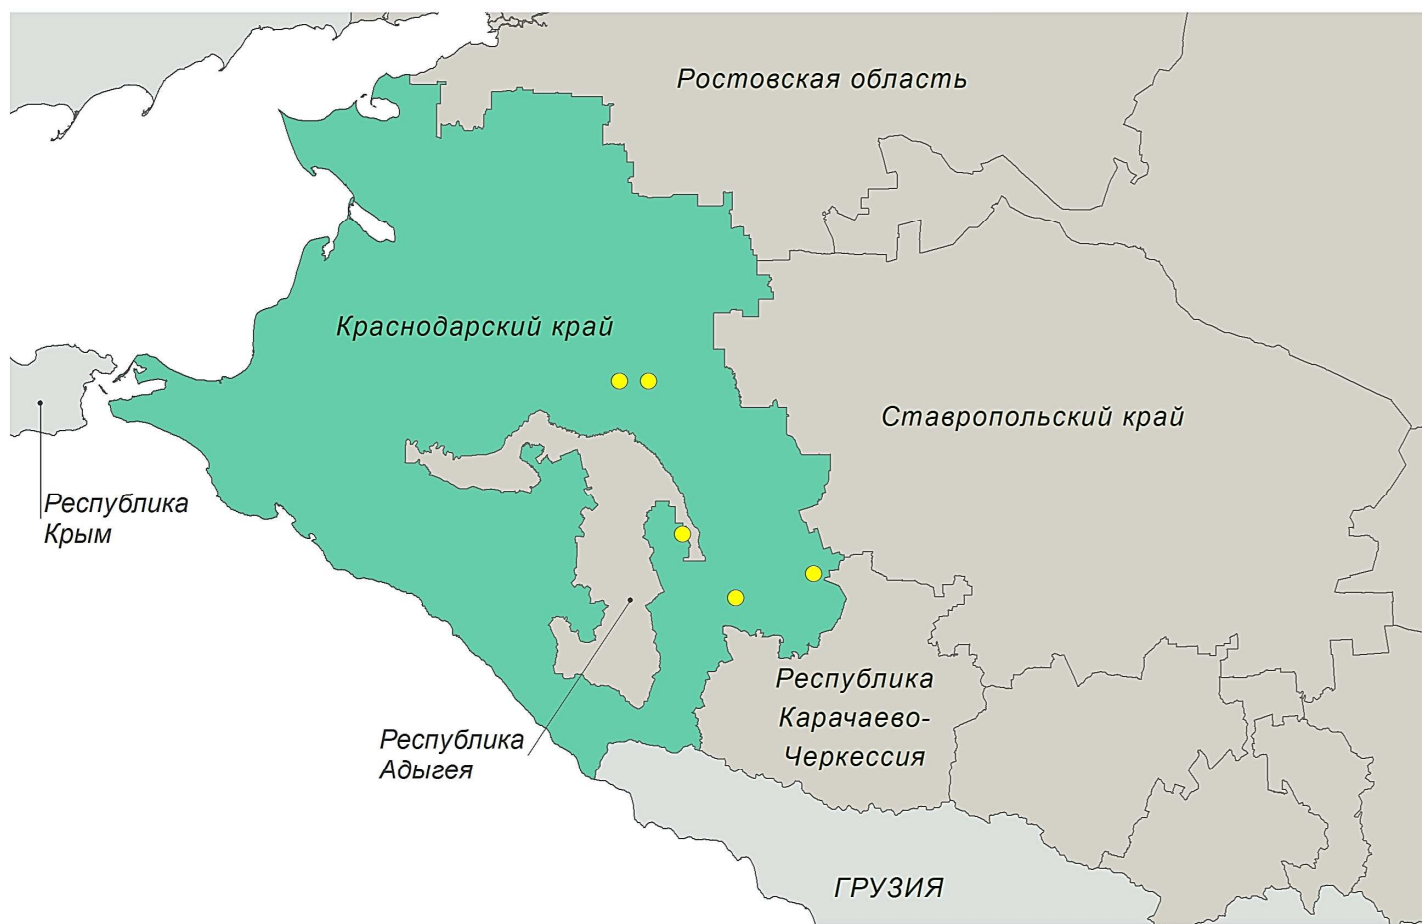 Ростовская область
Краснодарский край
Ставропольский край
Республика
Крым
Республика
Карачаево-
Черкессия
Республика
Адыгея
ГРУЗИЯ